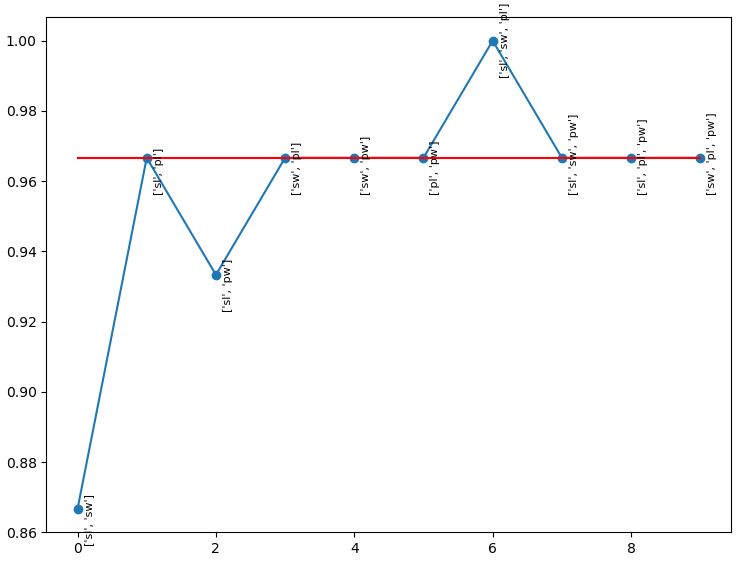 1.00
0.98
0.96
0.94
0.92
0.90
0.88
0.86
['sl', 'sw']
['sl', 'pl']
['sl', 'pw']
['sw', 'pl']
['sw', 'pw']
['pl', 'pw']
['sl', 'sw', 'pl']
['sl', 'sw', 'pw']
['sl', 'pl', 'pw']
['sw', 'pl', 'pw']
0 2 4 6 8